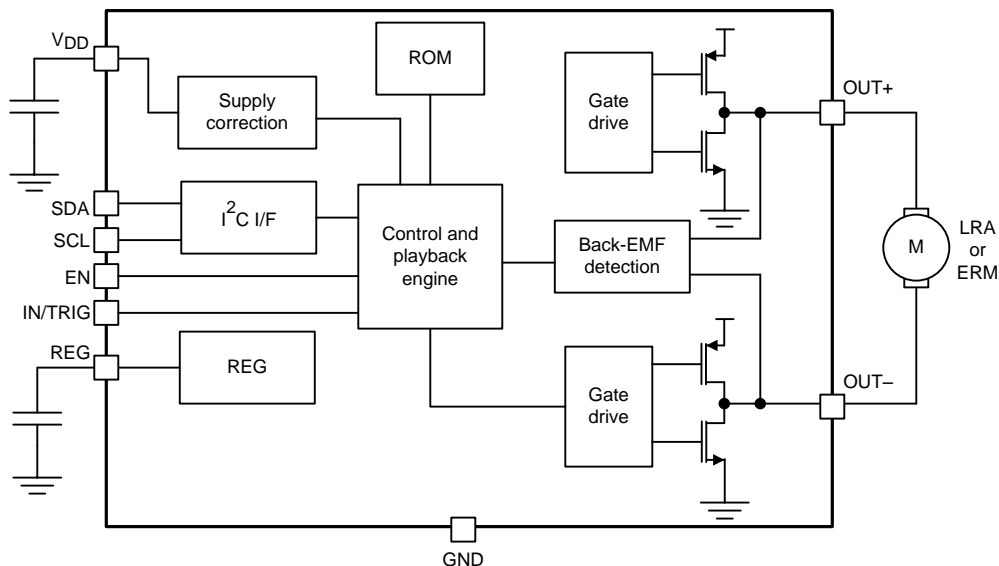 VDD
ROM
Supply
correction
Gate
drive
OUT+
SDA
I²C I/F
SCL
Control and
playback
engine
Back-EMF
detection
M
LRA
or
ERM
EN
IN/TRIG
REG
REG
Gate
drive
OUT–
GND